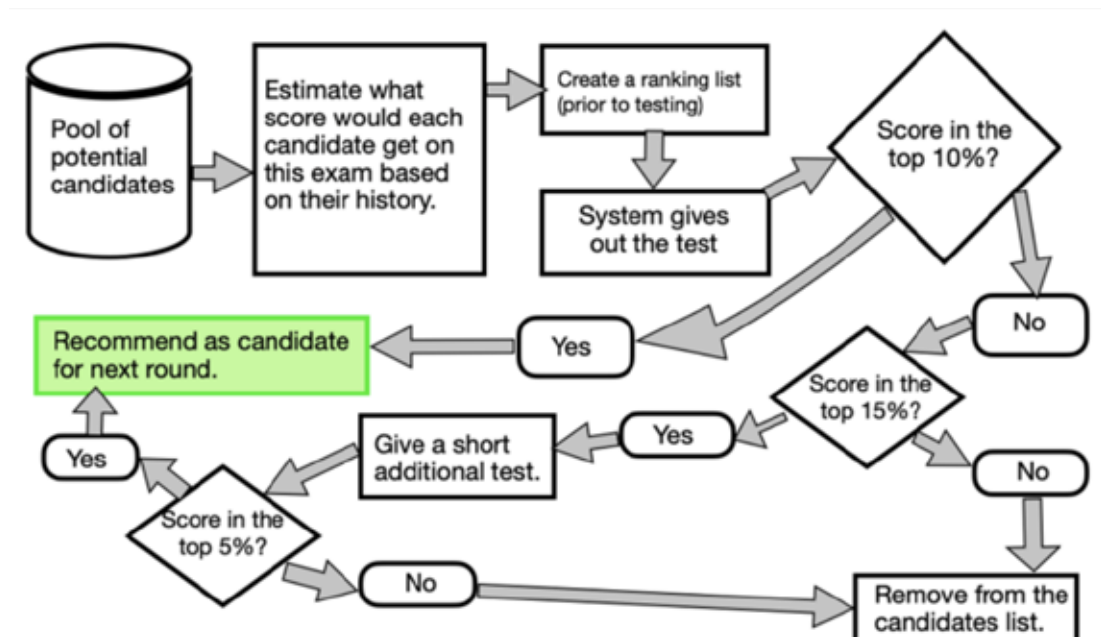 Pool of
potential
candidates
Estimate what
score would each
candidate get on
this exam based
on their history.
Create a ranking list
(prior to testing)
System gives
out the test
Score in the
top 10%?
No
Yes
Recommend as candidate
for next round.
Score in the
top 15%?
Yes
Give a short
additional test.
Yes
No
Score in the
top 5%?
No
Remove from the
candidates list.